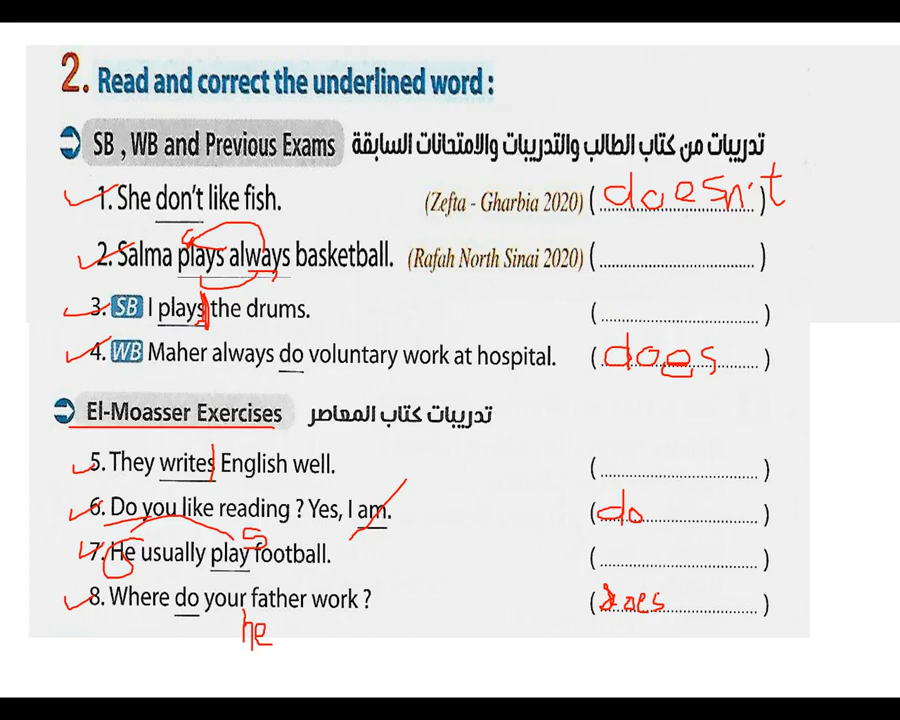 2. Read and correct the underlined word :
SB , WB and Previous Exams تدريبات من كتاب الطالب والتدريبات والامتحانات السابقة
1. She don't like fish. (Zefta - Gharbia 2020) (doesn't)
2. Salma plays always basketball. (Rafah North Sinai 2020) (....................)
3. SB I plays the drums. (....................)
4. WB Maher always do voluntary work at hospital. (does)
El-Moasser Exercises تدريبات كتاب المعاصر
5. They writes English well. (....................)
6. Do you like reading ? Yes, I am. (do)
7. He usually play s football. (....................)
8. Where do your father work ? (does)
he